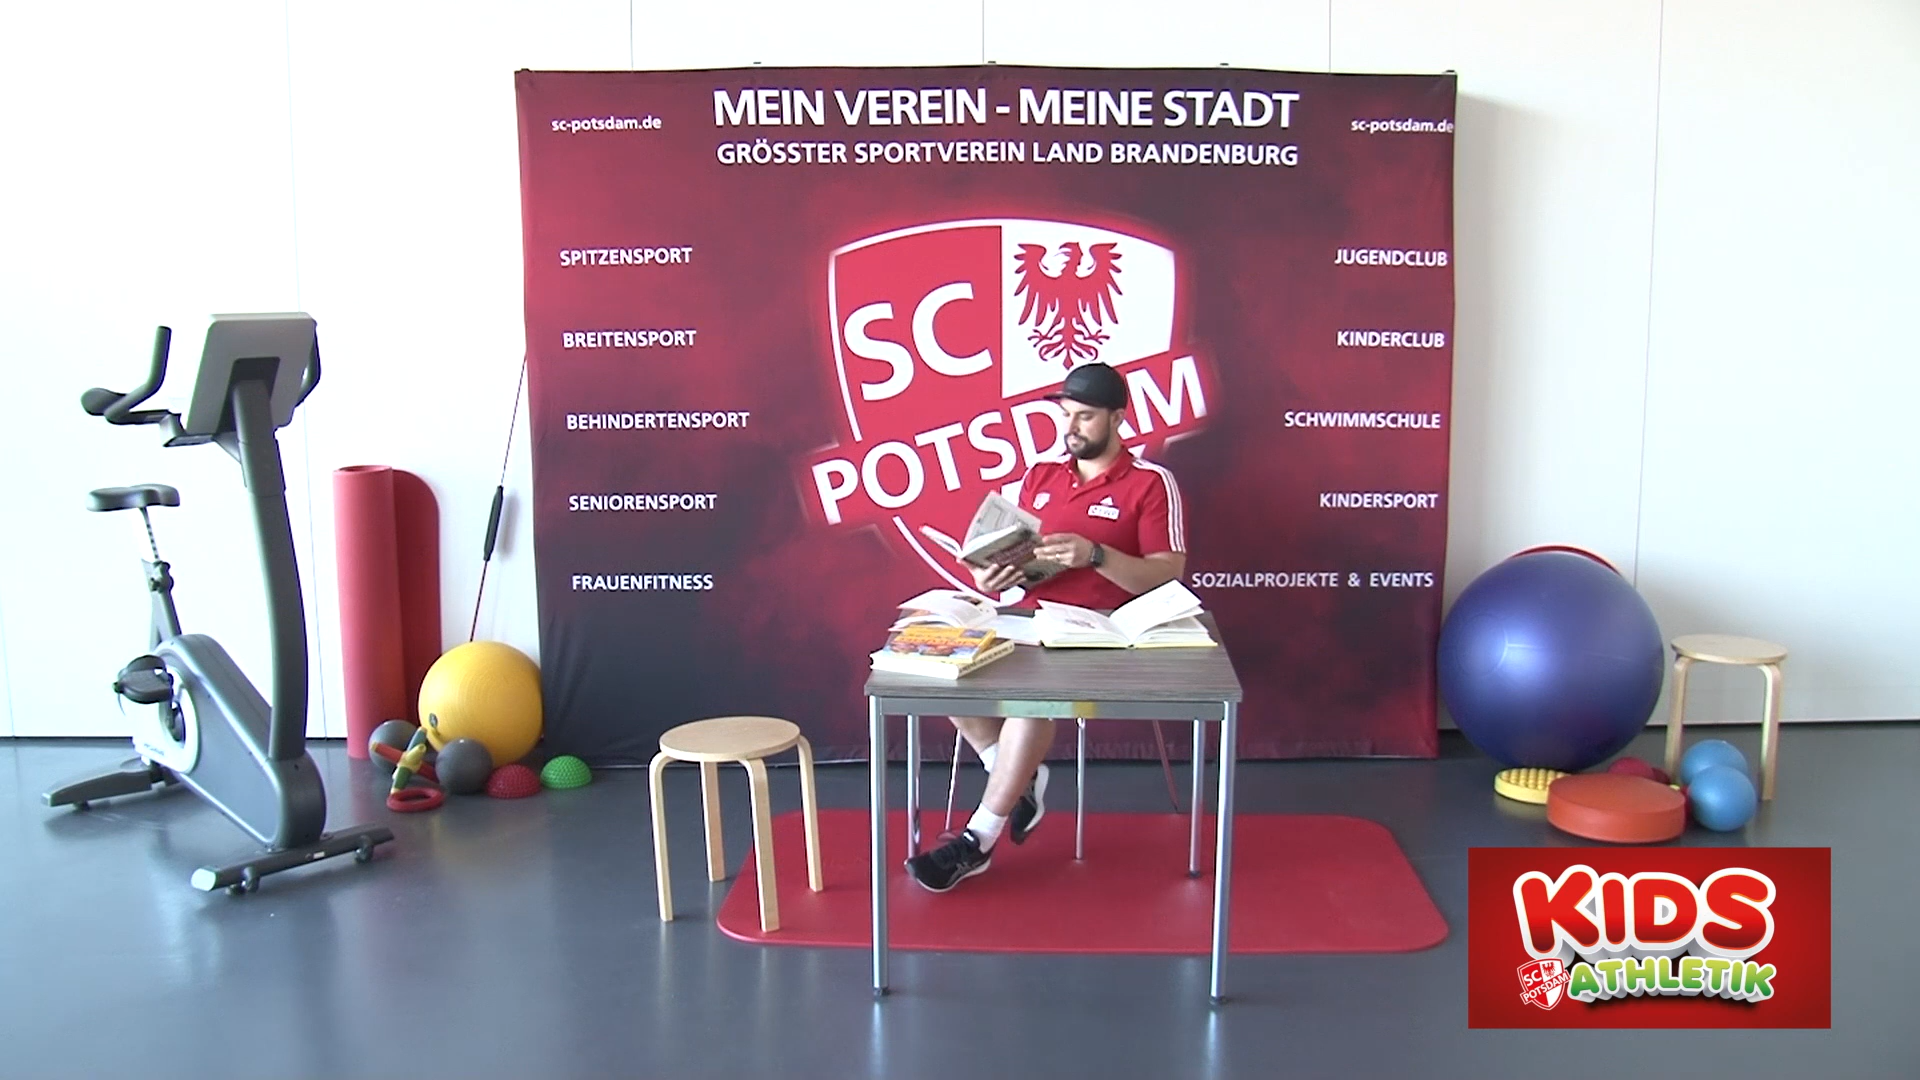 MEIN VEREIN - MEINE STADT
sc-potsdam.de
sc-potsdam.de
GRÖSSTER SPORTVEREIN LAND BRANDENBURG
SPITZENSPORT
BREITENSPORT
BEHINDERTENSPORT
SENIORENSPORT
FRAUENFITNESS
SC
POTSDAM
JUGENDCLUB
KINDERCLUB
SCHWIMMSCHULE
KINDERSPORT
SOZIALPROJEKTE & EVENTS
KIDS
ATHLETIK
SC
POTSDAM